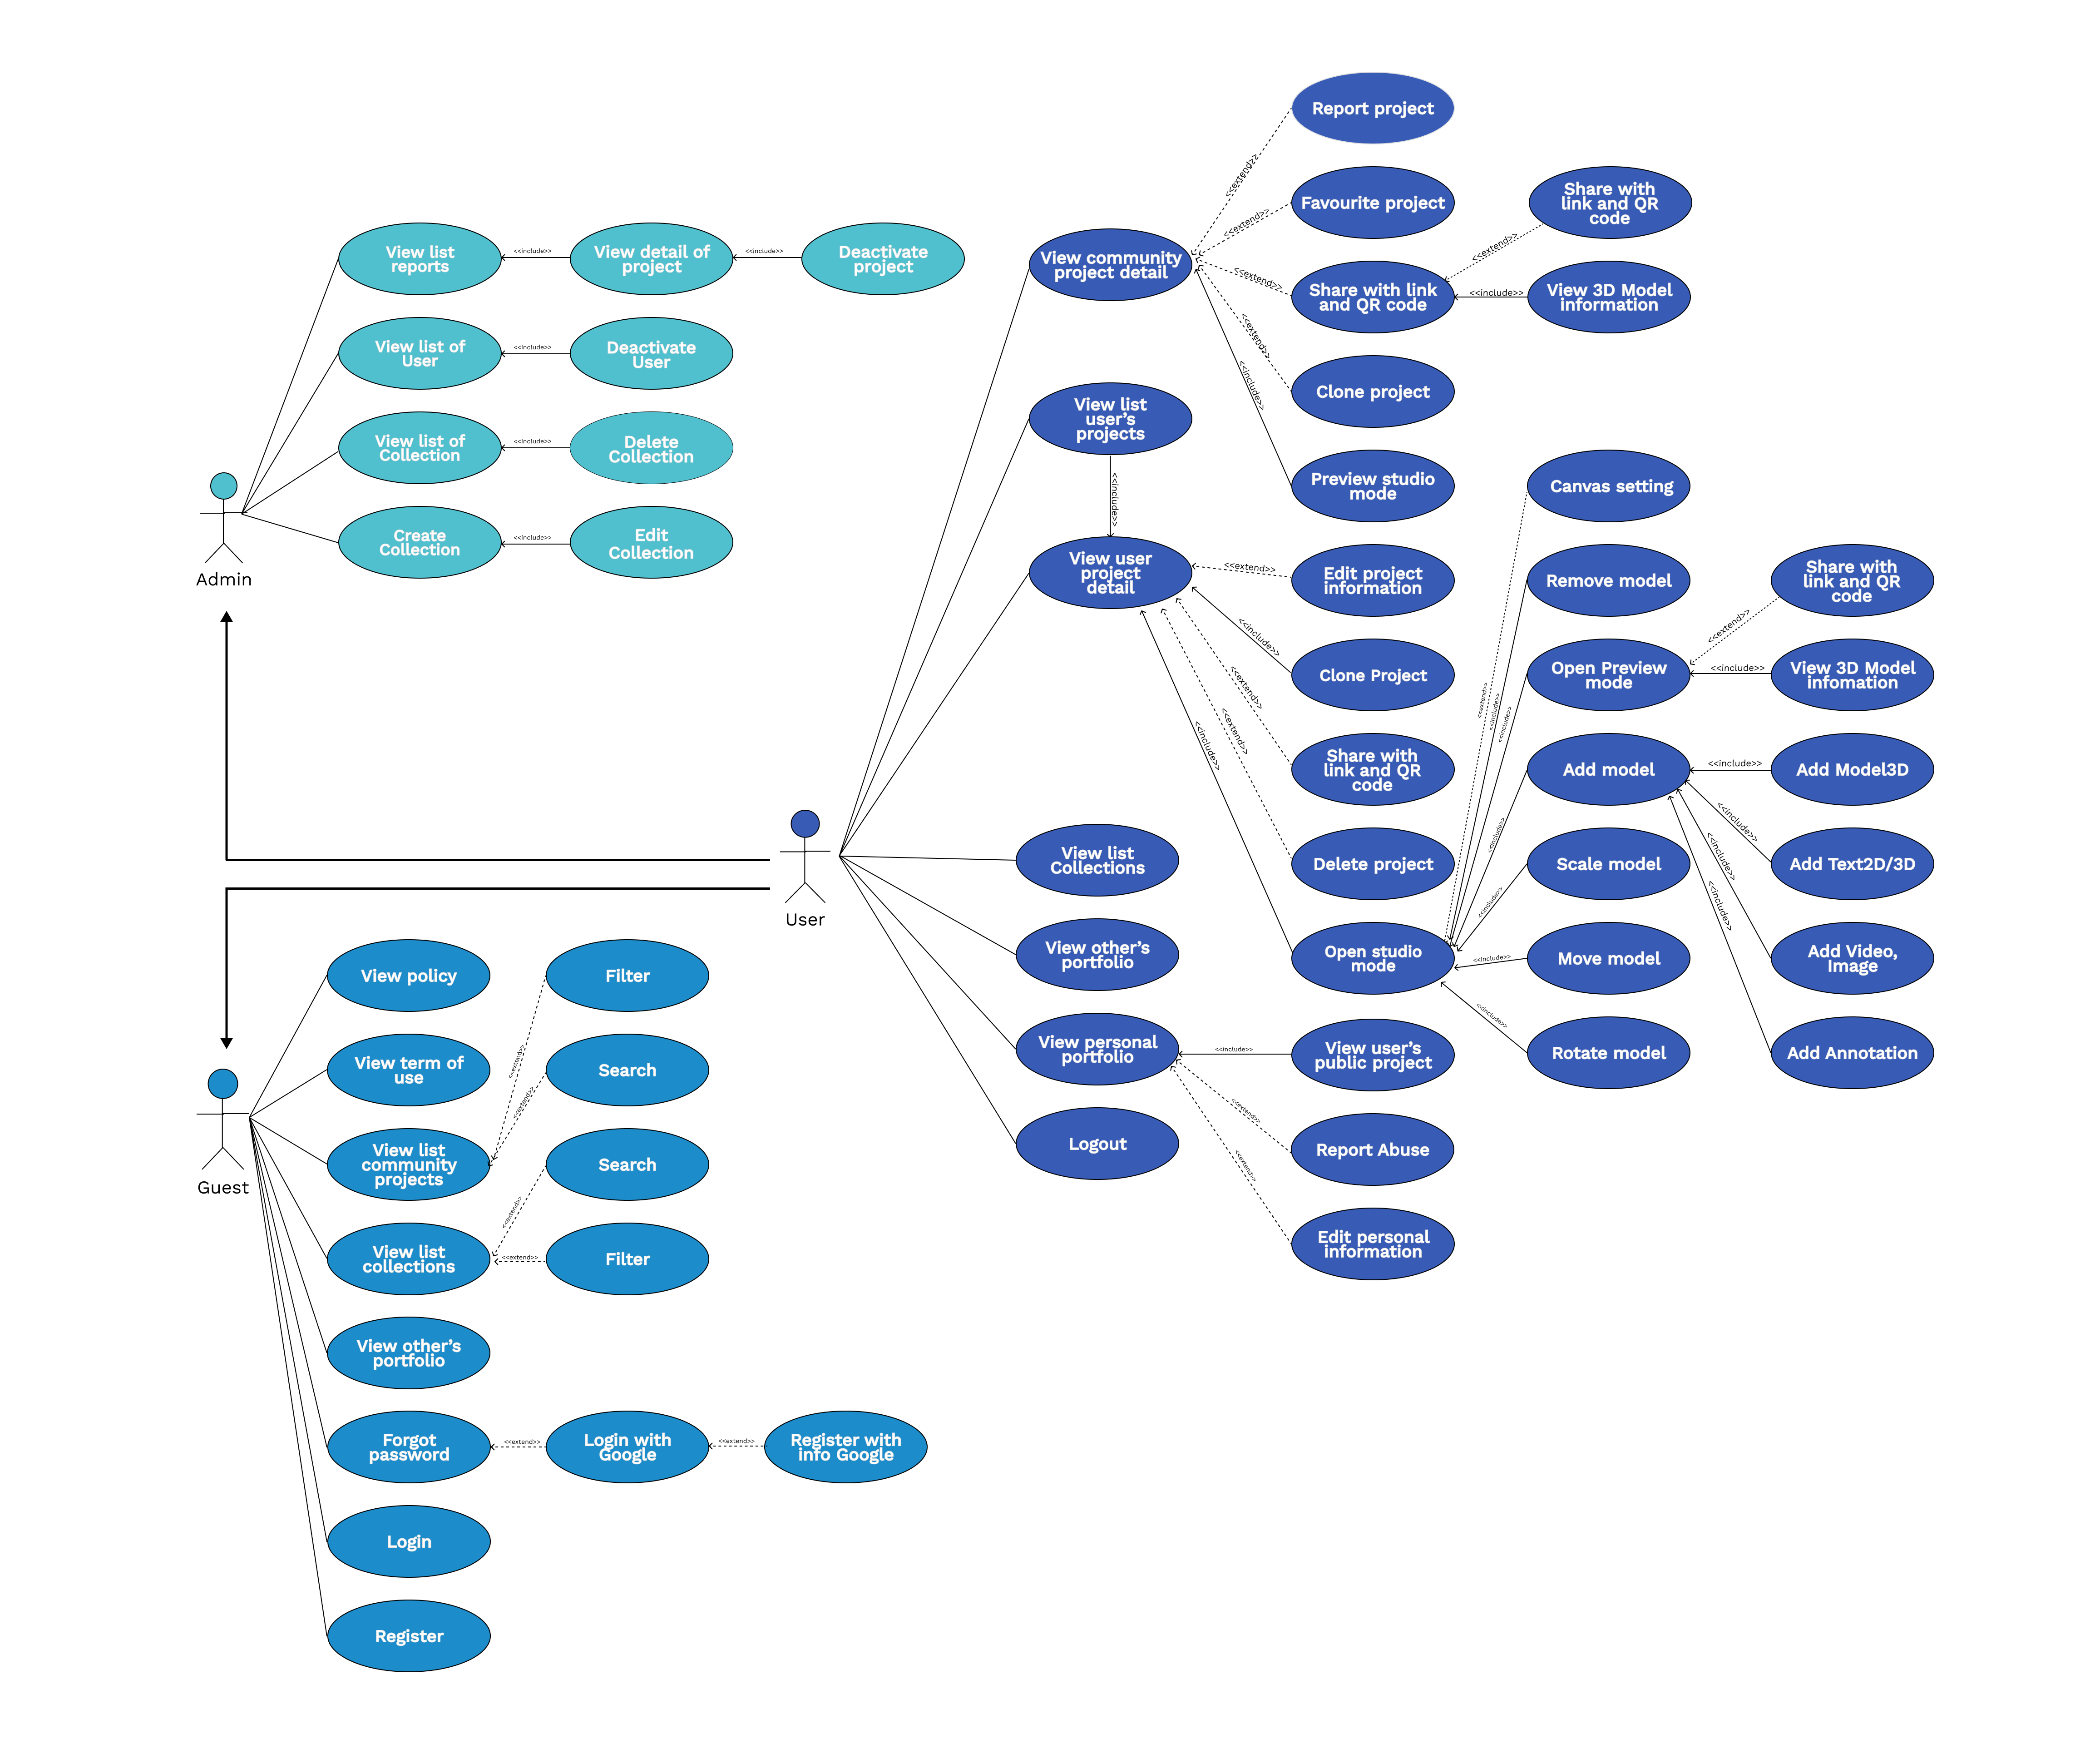 Report project
<<extend>>
Favourite project
<<extend>>
Share with
link and QR
code
<<extend>>
View community
project detail
<<extend>>
Share with link
and QR code
<<include>>
View 3D Model
information
<<extend>>
Clone project
<<include>>
Preview studio
mode
View list
reports
<<include>>
View detail of
project
<<include>>
Deactivate
project
View list of
User
<<include>>
Deactivate
User
View list of
Collection
<<include>>
Delete
Collection
Create
Collection
<<include>>
Edit
Collection
Admin
View list
user's
projects
<<include>>
View user
project
detail
<<extend>>
Edit project
information
<<include>>
Clone Project
<<extend>>
Share with
link and QR
code
<<extend>>
Delete project
<<include>>
Open studio
mode
Canvas setting
<<extend>>
Remove model
<<include>>
Open Preview
mode
<<include>>
<<extend>>
Share with
link and QR
code
<<include>>
View 3D Model
infomation
Add model
<<include>>
<<include>>
Add Model3D
<<include>>
Add Text2D/3D
<<include>>
Add Video,
Image
<<include>>
Add Annotation
Scale model
<<include>>
Move model
<<include>>
Rotate model
<<include>>
User
View list
Collections
View other's
portfolio
View personal
portfolio
<<include>>
View user's
public project
<<extend>>
Report Abuse
<<extend>>
Edit personal
information
Logout
View policy
Filter
<<extend>>
View term of
use
Search
<<extend>>
View list
community
projects
Search
<<extend>>
View list
collections
<<extend>>
Filter
Guest
View other's
portfolio
Forgot
password
<<extend>>
Login with
Google
<<extend>>
Register with
info Google
Login
Register